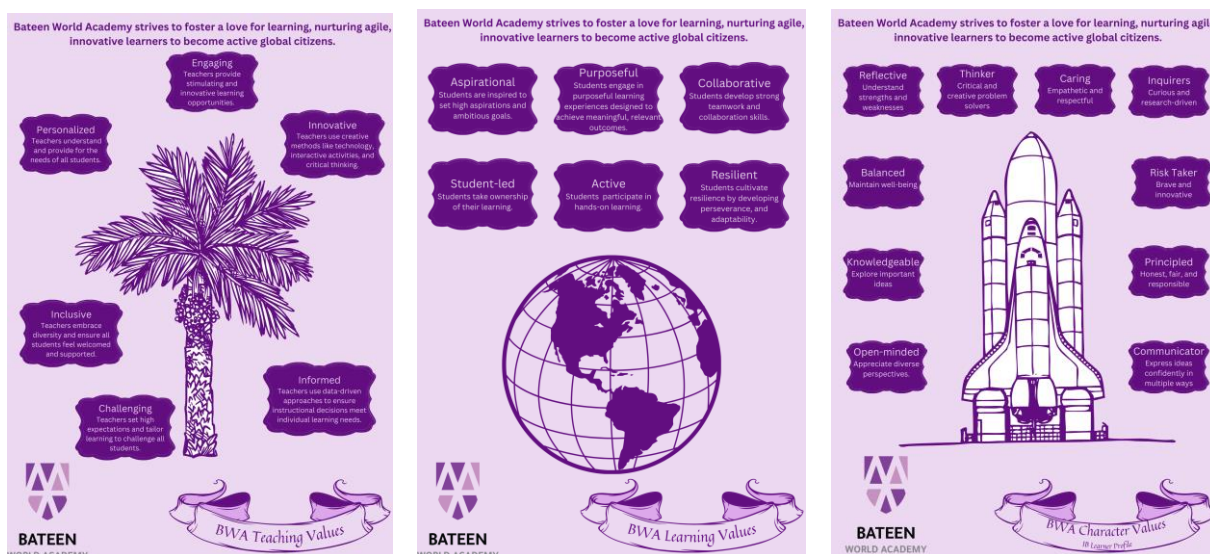 Bateen World Academy strives to foster a love for learning, nurturing agile,
innovative learners to become active global citizens.
Engaging
Teachers provide
stimulating and
innovative learning
opportunities.
Personalized
Teachers understand
and provide for the
needs of all students.
Innovative
Teachers use creative
methods like technology,
interactive activities, and
critical thinking.
Inclusive
Teachers embrace
diversity and ensure all
students feel welcomed
and supported.
Informed
Teachers use data-driven
approaches to ensure
instructional decisions meet
individual learning needs.
Challenging
Teachers set high
expectations and tailor
learning to challenge all
students.
BATEEN
WORLD ACADEMY
BWA Teaching Values
Bateen World Academy strives to foster a love for learning, nurturing agile,
innovative learners to become active global citizens.
Aspirational
Students are inspired to
set high aspirations and
ambitious goals.
Purposeful
Students engage in
purposeful learning
experiences designed to
achieve meaningful, relevant
outcomes.
Collaborative
Students develop strong
teamwork and
collaboration skills.
Student-led
Students take ownership
of their learning.
Active
Students participate in
hands-on learning.
Resilient
Students cultivate
resilience by developing
perseverance, and
adaptability.
BATEEN
WORLD ACADEMY
BWA Learning Values
Bateen World Academy strives to foster a love for learning, nurturing agil
innovative learners to become active global citizens.
Reflective
Understand
strengths and
weaknesses
Thinker
Critical and
creative problem
solvers
Caring
Empathetic and
respectful
Inquirers
Curious and
research-driven
Balanced
Maintain well-being
Risk Taker
Brave and
innovative
Knowledgeable
Explore important
ideas
Principled
Honest, fair, and
responsible
Open-minded
Appreciate diverse
perspectives.
Communicator
Express ideas
confidently in
multiple ways
BATEEN
WORLD ACADEMY
BWA Character Values
IB Learner Profile